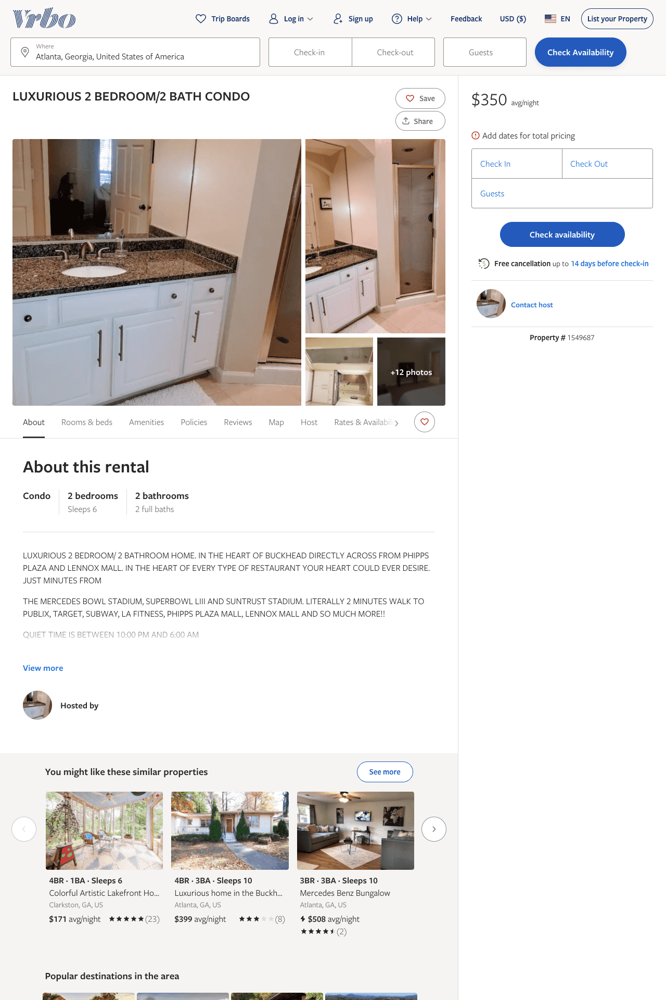 Vrbo
Trip Boards
Log in
Sign up
Help
Feedback
USD ($)
EN
List your Property
Where
Atlanta, Georgia, United States of America
Check-in
Check-out
Guests
Check Availability
LUXURIOUS 2 BEDROOM/2 BATH CONDO
Save
Share
+12 photos
$350 avg/night
Add dates for total pricing
Check In
Check Out
Guests
Check availability
Free cancellation up to 14 days before check-in
Contact host
Property # 1549687
About
Rooms & beds
Amenities
Policies
Reviews
Map
Host
Rates & Availabili
About this rental
Condo
2 bedrooms
Sleeps 6
2 bathrooms
2 full baths
LUXURIOUS 2 BEDROOM/ 2 BATHROOM HOME. IN THE HEART OF BUCKHEAD DIRECTLY ACROSS FROM PHIPPS
PLAZA AND LENNOX MALL. IN THE HEART OF EVERY TYPE OF RESTAURANT YOUR HEART COULD EVER DESIRE.
JUST MINUTES FROM
THE MERCEDES BOWL STADIUM, SUPERBOWL LIII AND SUNTRUST STADIUM. LITERALLY 2 MINUTES WALK TO
PUBLIX, TARGET, SUBWAY, LA FITNESS, PHIPPS PLAZA MALL, LENNOX MALL AND SO MUCH MORE!!
QUIET TIME IS BETWEEN 10:00 PM AND 6:00 AM
View more
Hosted by
You might like these similar properties
See more
4BR · 1BA · Sleeps 6
Colorful Artistic Lakefront Ho...
Clarkston, GA, US
$171 avg/night
(23)
4BR · 3BA · Sleeps 10
Luxurious home in the Buckh...
Atlanta, GA, US
$399 avg/night
(8)
3BR · 3BA · Sleeps 10
Mercedes Benz Bungalow
Atlanta, GA, US
$508 avg/night
(2)
Popular destinations in the area